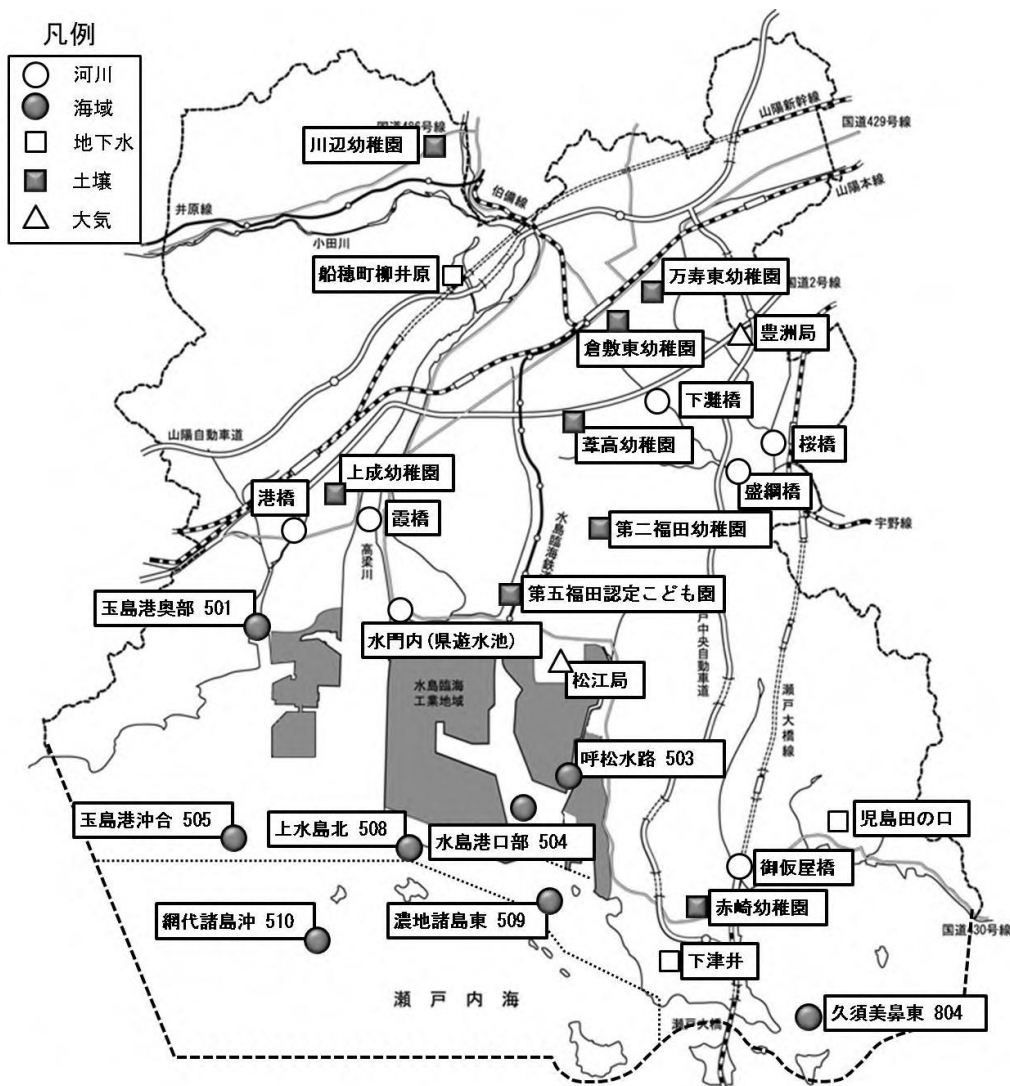 凡例
河川
海域
地下水
土壌
大気
山陽新幹線
国道429号線
国道486号線
川辺幼稚園
山陽本線
伯備線
井原線
小田川
船穂町柳井原
万寿東幼稚園
国道2号線
倉敷東幼稚園
豊洲局
下灘橋
山陽自動車道
葦高幼稚園
桜橋
上成幼稚園
盛綱橋
港橋
霞橋
水島臨海鉄道
第二福田幼稚園
宇野線
高梁川
第五福田認定こども園
玉島港奥部 501
水門内(県遊水池)
瀬戸中央自動車道
松江局
水島臨海
工業地域
瀬戸大橋線
呼松水路 503
玉島港沖合 505
上水島北 508
水島港口部 504
児島田の口
御仮屋橋
網代諸島沖 510
濃地諸島東 509
赤崎幼稚園
国道430号線
下津井
瀬戸内海
久須美鼻東 804
瀬戸大橋